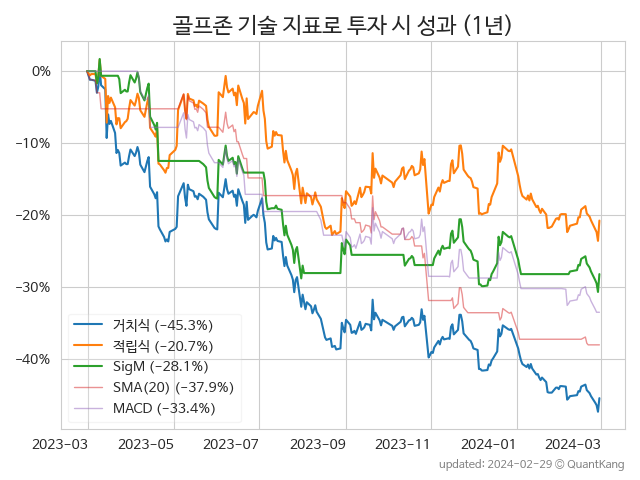 골프존 기술 지표로 투자 시 성과 (1년)
0%
−10%
−20%
−30%
−40%
거치식 (−45.3%)
적립식 (−20.7%)
SigM (−28.1%)
SMA(20) (−37.9%)
MACD (−33.4%)
2023-03
2023-05
2023-07
2023-09
2023-11
2024-01
2024-03
updated: 2024-02-29 © QuantKang